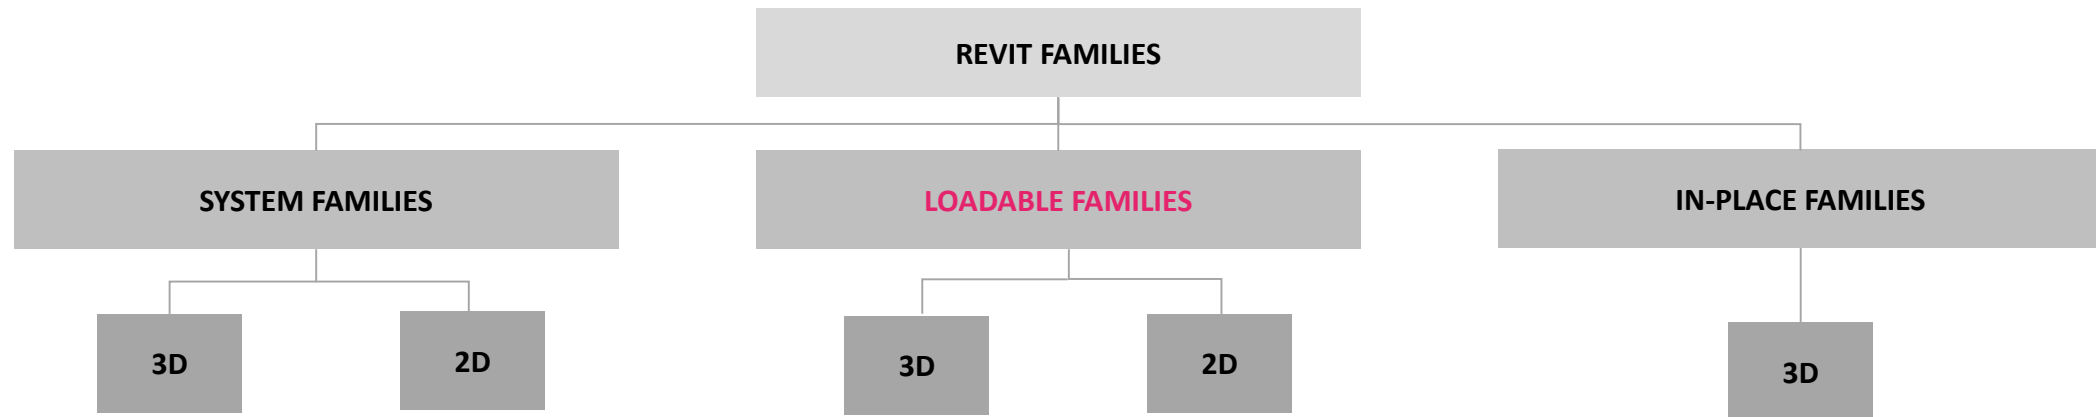 REVIT FAMILIES
SYSTEM FAMILIES
LOADABLE FAMILIES
IN-PLACE FAMILIES
3D
2D
3D
2D
3D